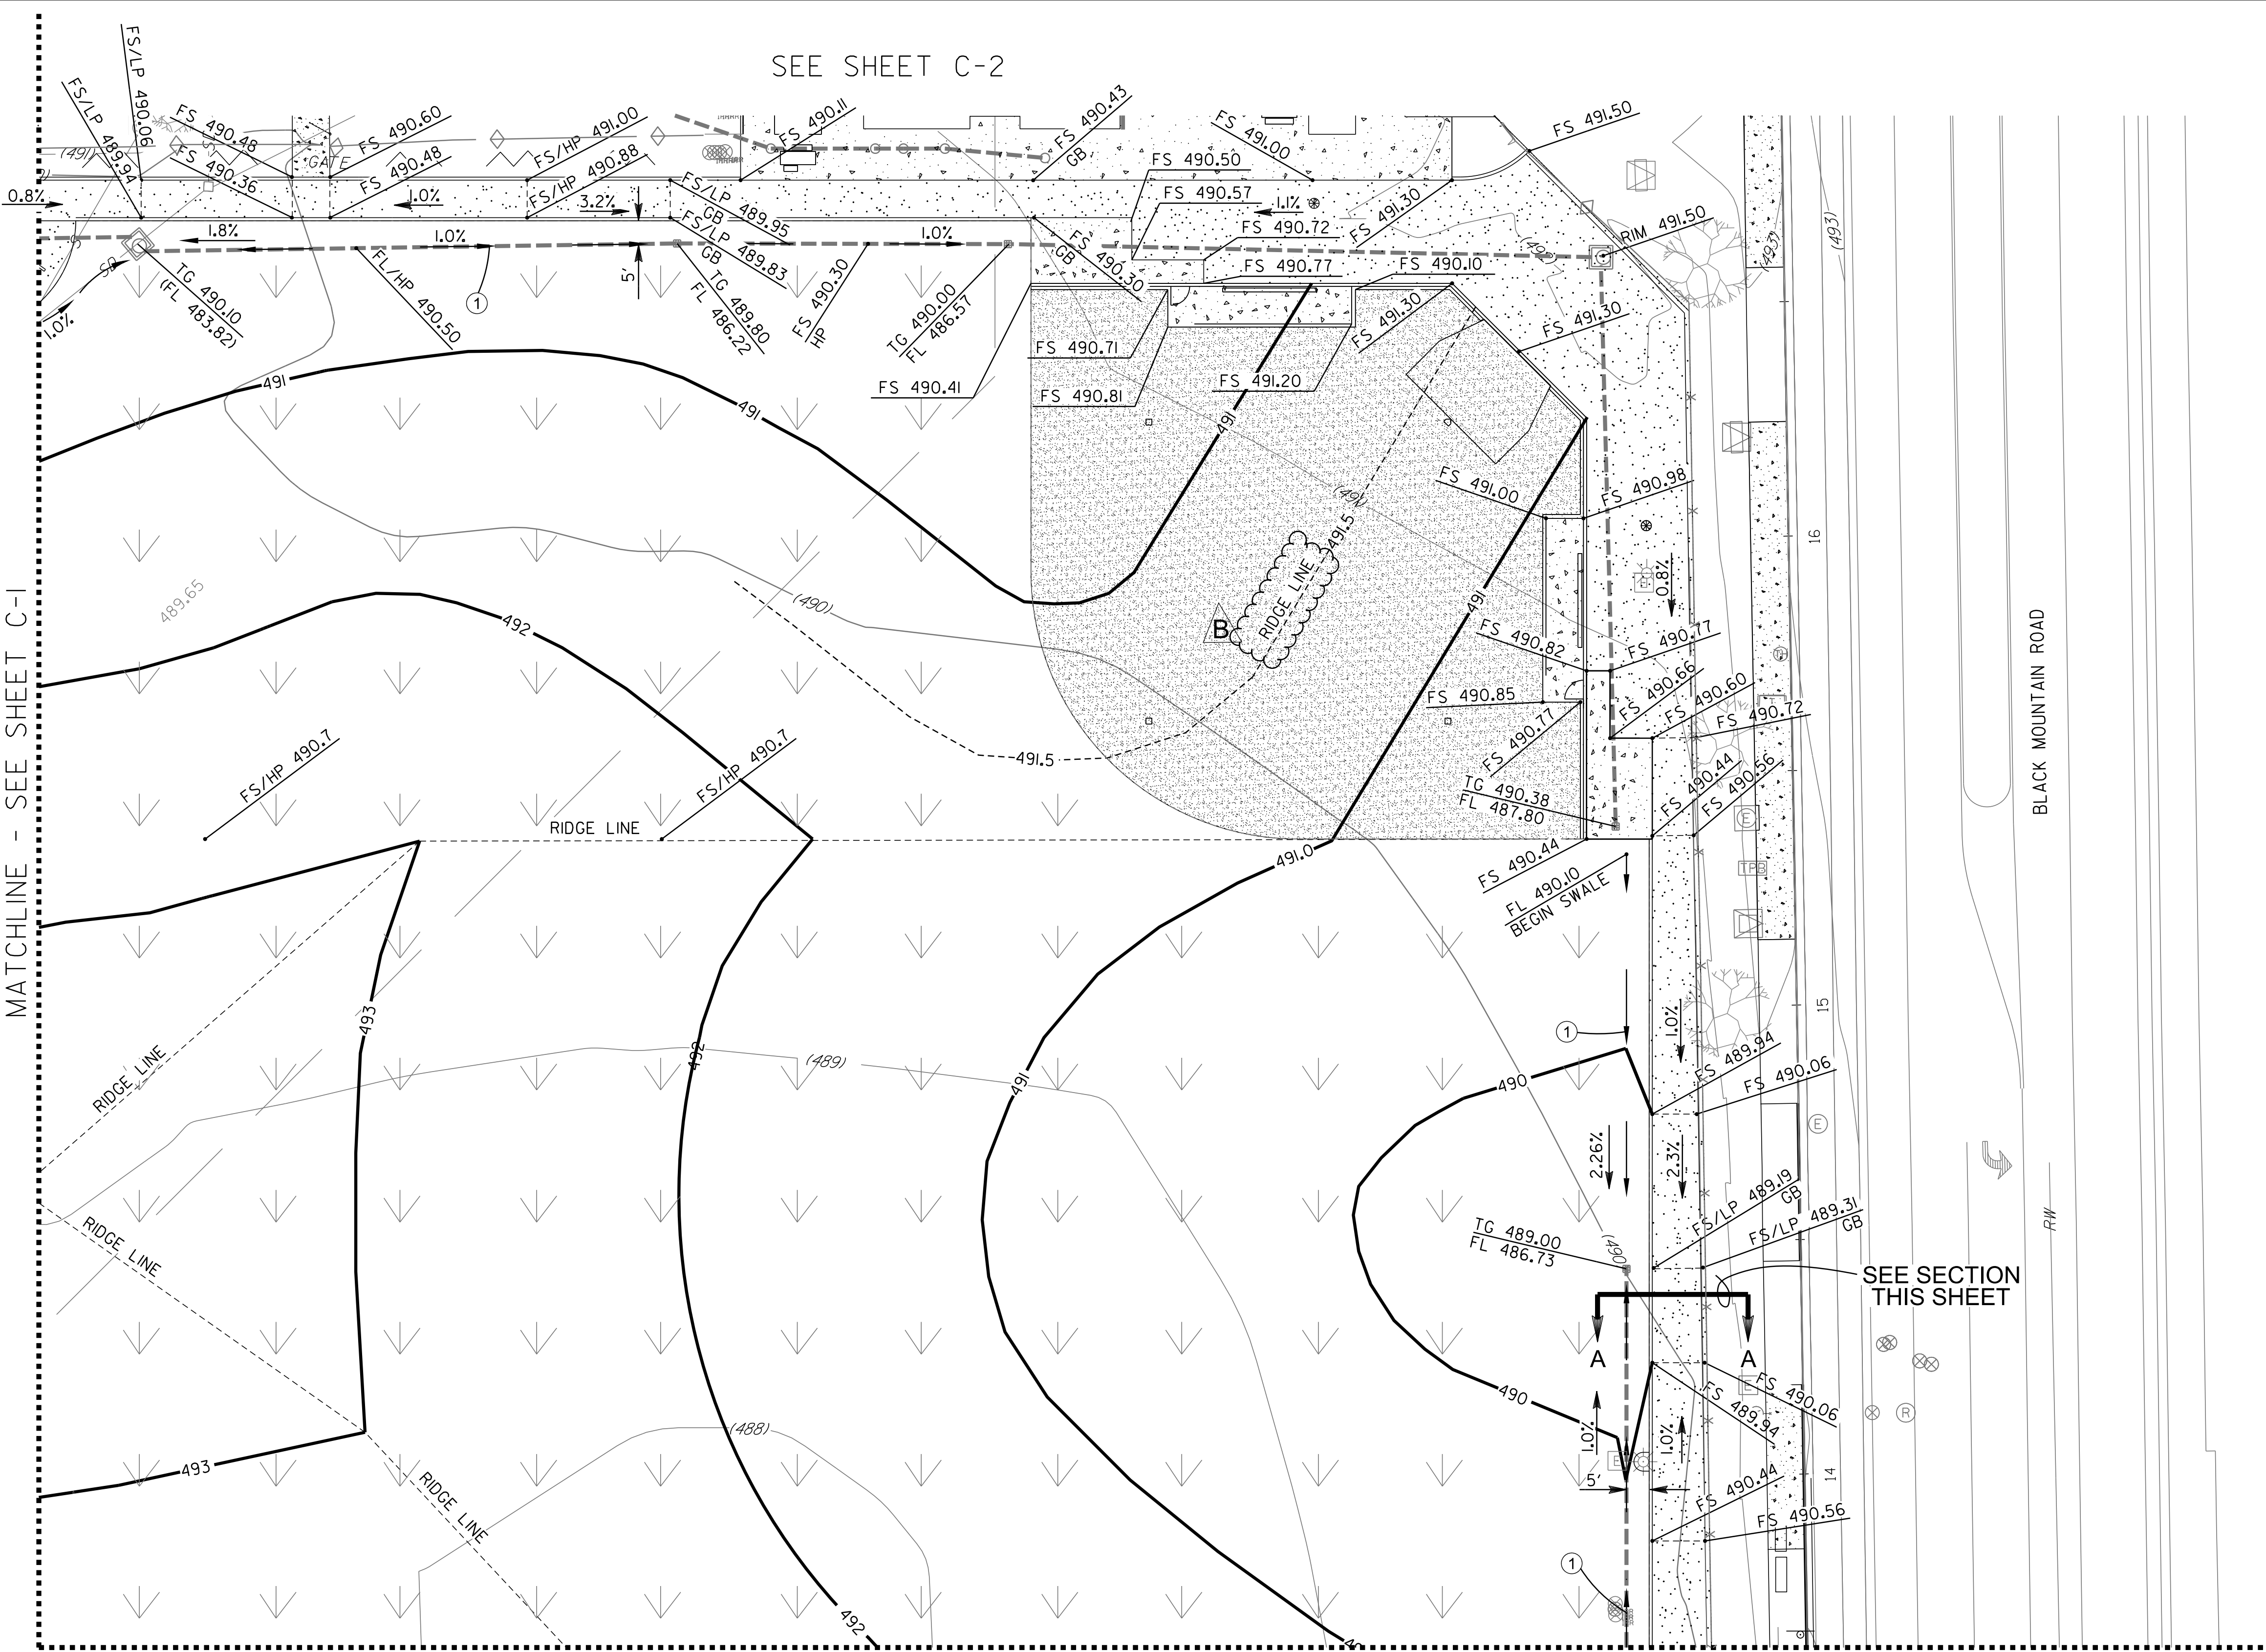 SEE SHEET C-2
FS/LP 490.06
FS/LP 489.94
FS 490.48
FS 490.36
(491)
GATE
FS 490.60
FS 490.48
FS/HP 491.00
FS/HP 490.88
FS 490.11
FS 490.43
GB
FS 491.00
FS 491.50
FS 490.50
FS 490.57
FS 490.72
FS 490.77
FS 490.10
0.8%
1.0%
3.2%
1.1%
FS/LP 489.95
GB
FS/LP 489.83
GB
FS 491.30
RIM 491.50
(492)
(493)
(493)
1.8%
1.0%
1.0%
5'
SD
1.0%
TG 490.10
(FL 483.82)
FL/HP 490.50
1
TG 489.80
FL 486.22
FS 490.30
HP
TG 490.00
FL 486.57
FS 490.30
GB
FS 491.30
FS 491.30
FS 490.71
FS 490.41
FS 490.81
FS 491.20
491
491
491
FS 491.00
FS 490.98
(491)
491.5
16
RIDGE LINE
B
0.8%
E
489.65
(490)
492
491
FS 490.82
FS 490.77
FS 490.85
FS 490.66
FS 490.60
FS 490.72
FS 490.77
491.5
FS/HP 490.7
FS/HP 490.7
TG 490.38
FL 487.80
FS 490.44
FS 490.56
E
RIDGE LINE
491.0
FS 490.44
FL 490.10
BEGIN SWALE
TPB
BLACK MOUNTAIN ROAD
MATCHLINE - SEE SHEET C-1
493
492
(489)
491
490
1
1.0%
15
FS 489.94
FS 490.06
E
RIDGE LINE
2.26%
2.3%
FS/LP 489.19
GB
FS/LP 489.31
GB
RIDGE LINE
TG 489.00
FL 486.73
(490)
RW
SEE SECTION
THIS SHEET
A
A
E
FS 490.06
FS 489.94
490
(488)
R
1.0%
1.0%
E
5'
14
493
RIDGE LINE
FS 490.44
FS 490.56
1
492